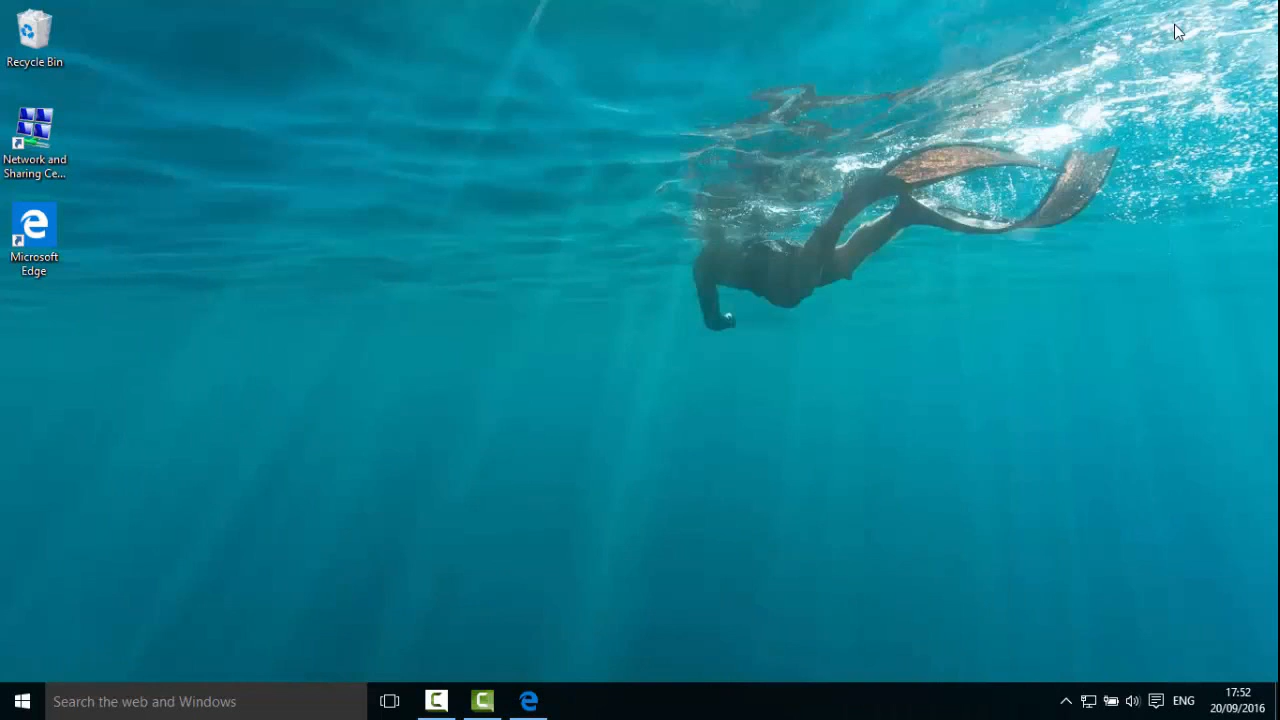 Recycle Bin
Network and
Sharing Ce...
Microsoft
Edge
Search the web and Windows
ENG
17:52
20/09/2016